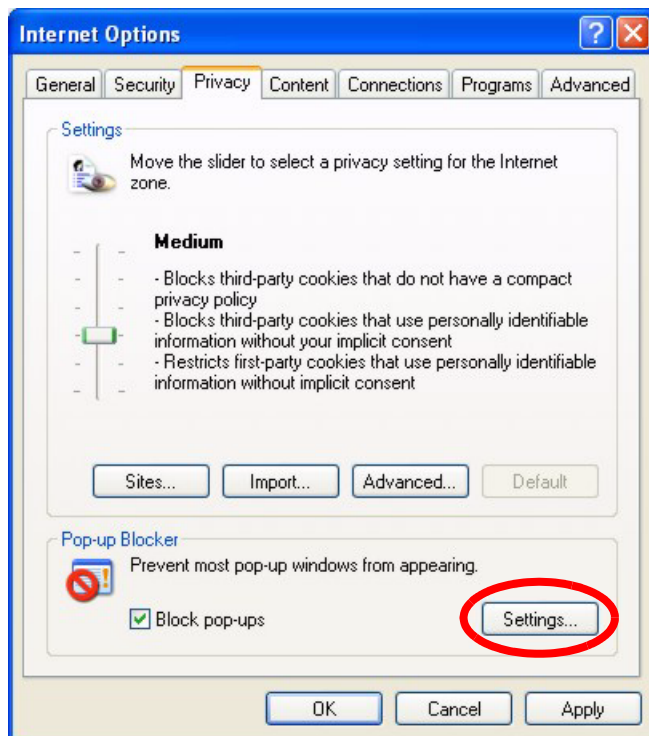 Internet Options
General Security Privacy Content Connections Programs Advanced
Settings
Move the slider to select a privacy setting for the Internet
zone.
Medium
- Blocks third-party cookies that do not have a compact
privacy policy
- Blocks third-party cookies that use personally identifiable
information without your implicit consent
- Restricts first-party cookies that use personally identifiable
information without implicit consent
Sites... Import... Advanced... Default
Pop-up Blocker
Prevent most pop-up windows from appearing.
Block pop-ups Settings...
OK Cancel Apply